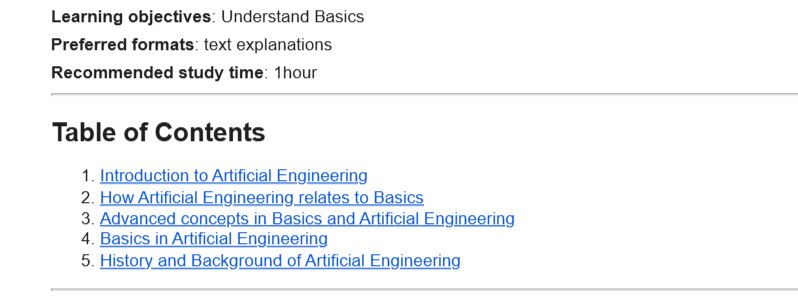 Learning objectives: Understand Basics
Preferred formats: text explanations
Recommended study time: 1hour
Table of Contents
1. Introduction to Artificial Engineering
2. How Artificial Engineering relates to Basics
3. Advanced concepts in Basics and Artificial Engineering
4. Basics in Artificial Engineering
5. History and Background of Artificial Engineering